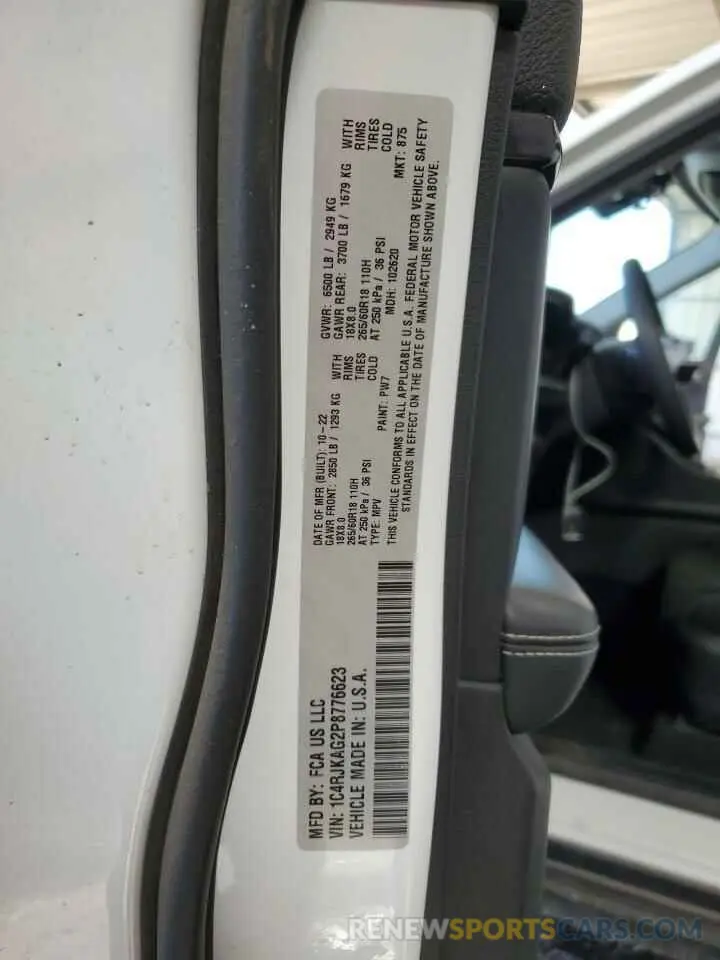 MFD BY: FCA US LLC
VIN: 1C4RJKAG2P8776623
VEHICLE MADE IN: U.S.A.
DATE OF MFR (BUILT): 10-22
GVWR: 6500 LB / 2949 KG
GAWR FRONT: 2850 LB / 1293 KG WITH
GAWR REAR: 3700 LB / 1679 KG WITH
18X8.0 RIMS
18X8.0 RIMS
265/60R18 110H TIRES
265/60R18 110H TIRES
AT 250 kPa / 36 PSI COLD
AT 250 kPa / 36 PSI COLD
TYPE: MPV PAINT: PW7 MDH: 102620 MKT: 875
THIS VEHICLE CONFORMS TO ALL APPLICABLE U.S.A. FEDERAL MOTOR VEHICLE SAFETY
STANDARDS IN EFFECT ON THE DATE OF MANUFACTURE SHOWN ABOVE.
RENEWSPORTSCARS.COM